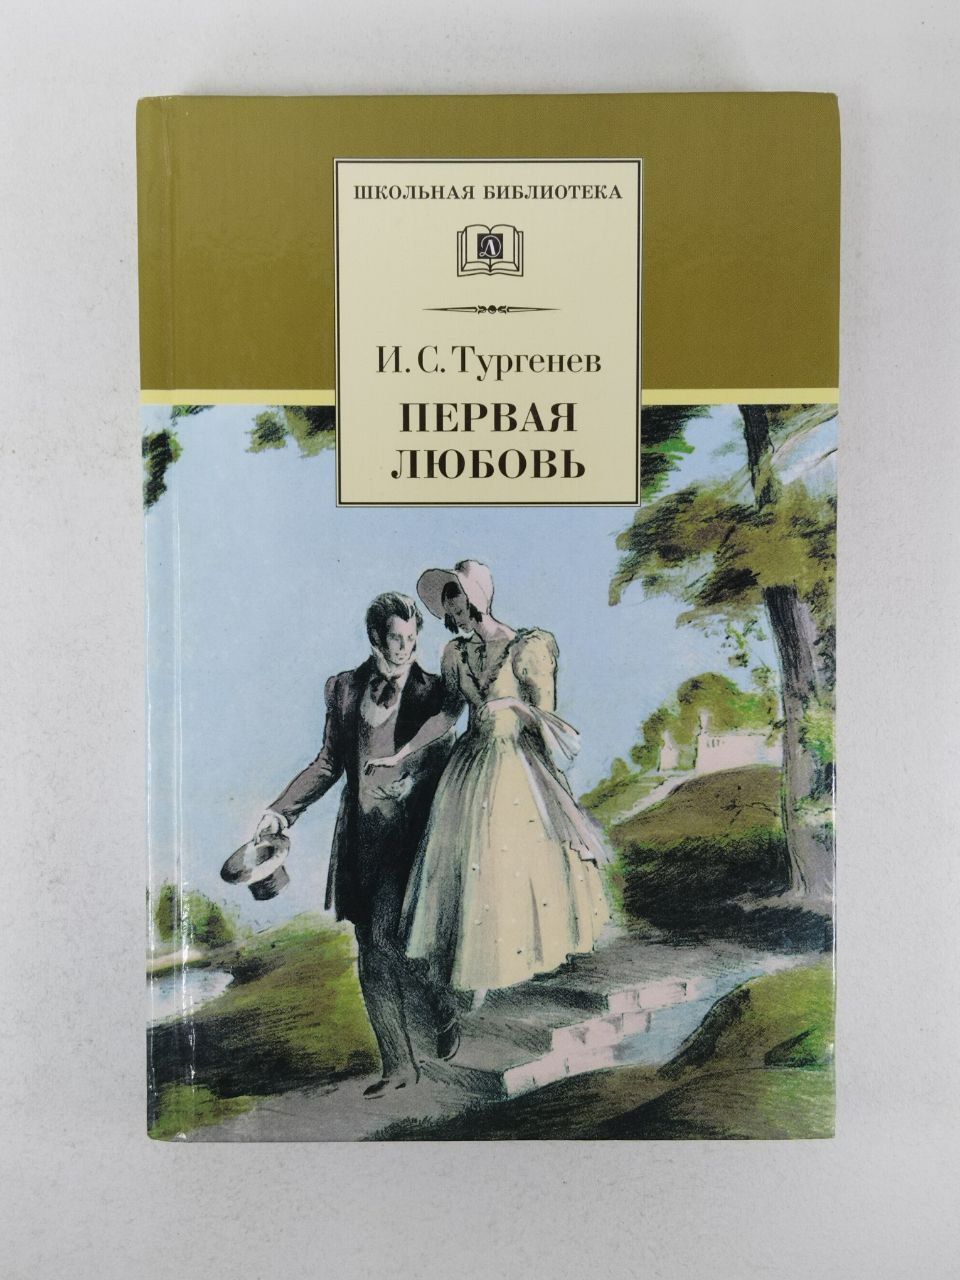 ШКОЛЬНАЯ БИБЛИОТЕКА
Д
И. С. Тургенев
ПЕРВАЯ
ЛЮБОВЬ